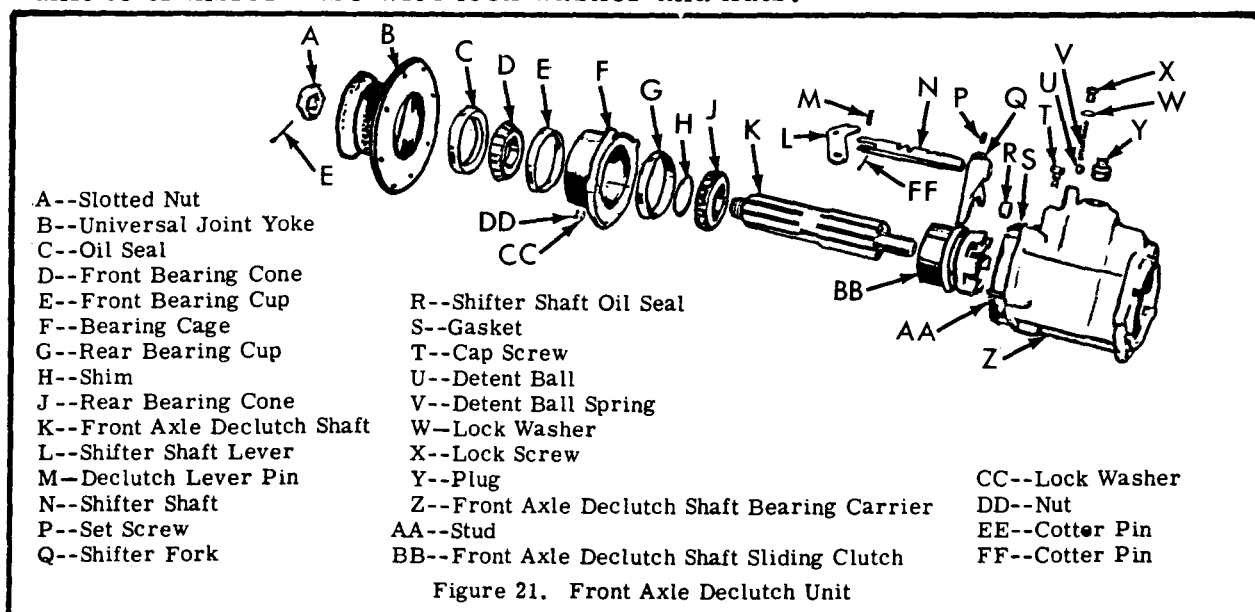 lock washer and nuts.
A
B
C
D
E
F
G
H
J
K
L
M
N
P
Q
R
S
T
U
V
X
W
Y
E
DD
CC
FF
BB
AA
Z
A--Slotted Nut
B--Universal Joint Yoke
C--Oil Seal
D--Front Bearing Cone
E--Front Bearing Cup
F--Bearing Cage
G--Rear Bearing Cup
H--Shim
J--Rear Bearing Cone
K--Front Axle Declutch Shaft
L--Shifter Shaft Lever
M—Declutch Lever Pin
N--Shifter Shaft
P--Set Screw
Q--Shifter Fork
R--Shifter Shaft Oil Seal
S--Gasket
T--Cap Screw
U--Detent Ball
V--Detent Ball Spring
W—Lock Washer
X--Lock Screw
Y--Plug
Z--Front Axle Declutch Shaft Bearing Carrier
AA--Stud
BB--Front Axle Declutch Shaft Sliding Clutch
CC--Lock Washer
DD--Nut
EE--Cotter Pin
FF--Cotter Pin
Figure 21. Front Axle Declutch Unit